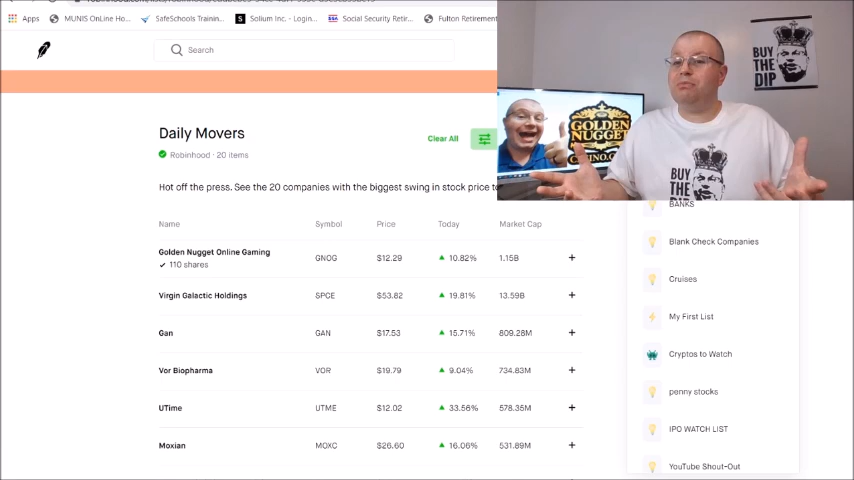 Apps
MUNIS OnLine Ho...
SafeSchools Trainin...
Solium Inc. - Login...
Social Security Retir...
Fulton Retirement
Search
BUY
THE
DIP
GOLDEN
NUGGET
BUY
THE
Daily Movers
Clear All
Robinhood · 20 items
Hot off the press. See the 20 companies with the biggest swing in stock price to
Name Symbol Price Today Market Cap
Golden Nugget Online Gaming GNOG $12.29 10.82% 1.15B
110 shares
Virgin Galactic Holdings SPCE $53.82 19.81% 13.59B
Gan GAN $17.53 15.71% 809.28M
Vor Biopharma VOR $19.79 9.04% 734.83M
UTime UTME $12.02 33.56% 578.35M
Moxian MOXC $26.60 16.06% 531.89M
BANKS
Blank Check Companies
Cruises
My First List
Cryptos to Watch
penny stocks
IPO WATCH LIST
YouTube Shout-Out